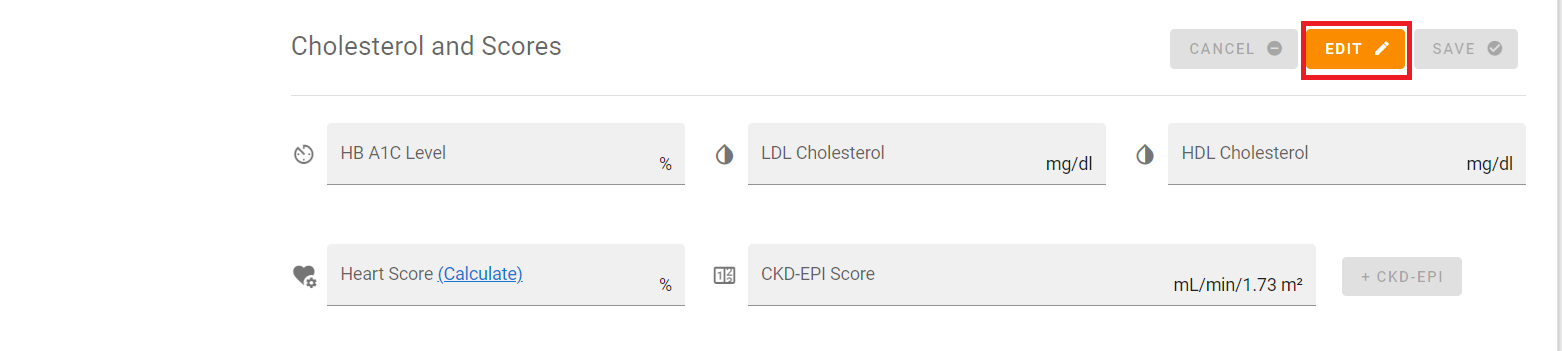 Cholesterol and Scores
CANCEL EDIT SAVE
HB A1C Level % LDL Cholesterol mg/dl HDL Cholesterol mg/dl
Heart Score (Calculate) % CKD-EPI Score mL/min/1.73 m² + CKD-EPI